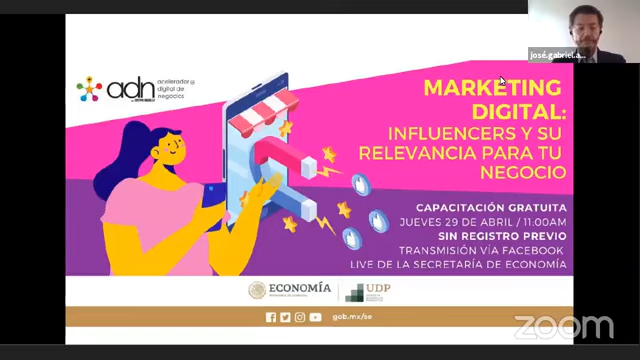 josé.gabriel.a...
adn
acelerador@
digital de
negocios
MARKETING
DIGITAL:
INFLUENCERS Y SU
RELEVANCIA PARA TU
NEGOCIO
CAPACITACIÓN GRATUITA
JUEVES 29 DE ABRIL / 11:00AM
SIN REGISTRO PREVIO
TRANSMISIÓN VÍA FACEBOOK
LIVE DE LA SECRETARÍA DE ECONOMÍA
ECONOMÍA
UDP
gob.mx/se
zoom